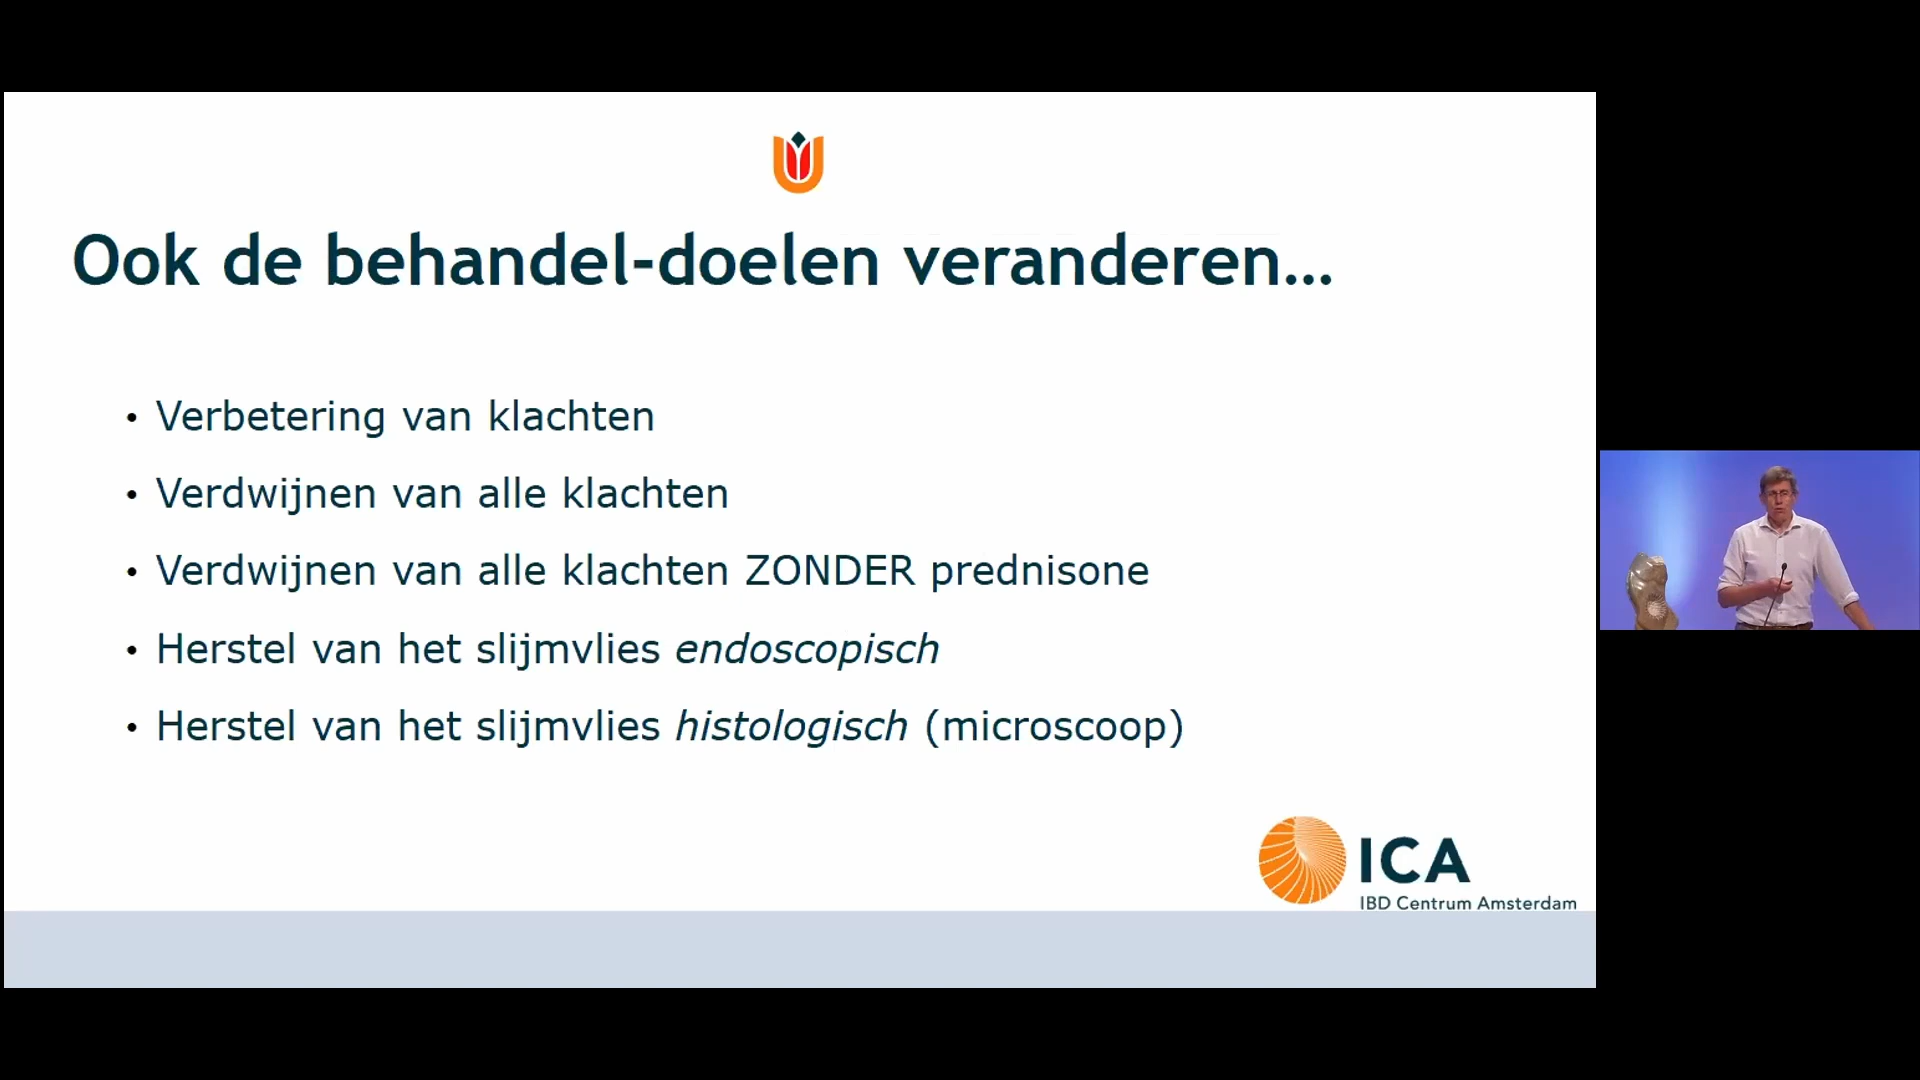 Ook de behandel-doelen veranderen...
• Verbetering van klachten
• Verdwijnen van alle klachten
• Verdwijnen van alle klachten ZONDER prednisone
• Herstel van het slijmvlies endoscopisch
• Herstel van het slijmvlies histologisch (microscoop)
ICA
IBD Centrum Amsterdam